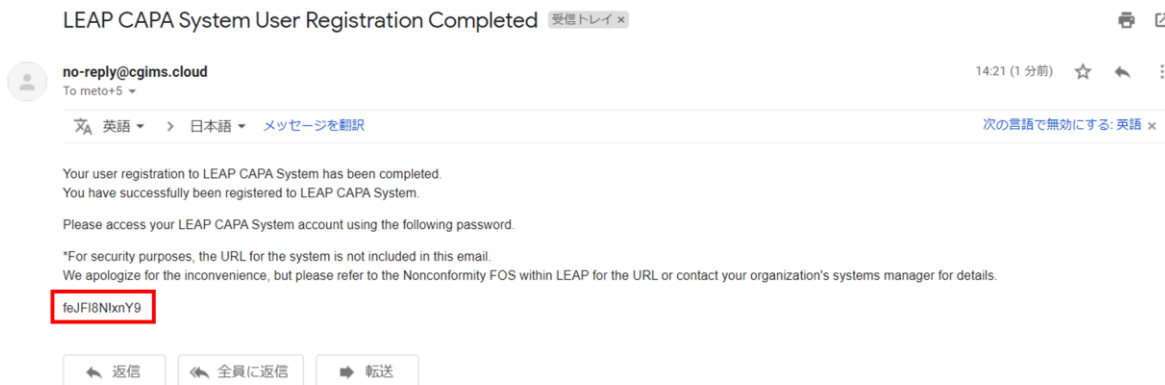 LEAP CAPA System User Registration Completed 受信トレイ ×
no-reply@cgims.cloud
14:21 (1 分前)
To meto+5
英語 > 日本語 メッセージを翻訳
次の言語で無効にする: 英語 ×
Your user registration to LEAP CAPA System has been completed.
You have successfully been registered to LEAP CAPA System.
Please access your LEAP CAPA System account using the following password.
*For security purposes, the URL for the system is not included in this email.
We apologize for the inconvenience, but please refer to the Nonconformity FOS within LEAP for the URL or contact your organization's systems manager for details.
feJFI8N!xnY9
返信
全員に返信
転送